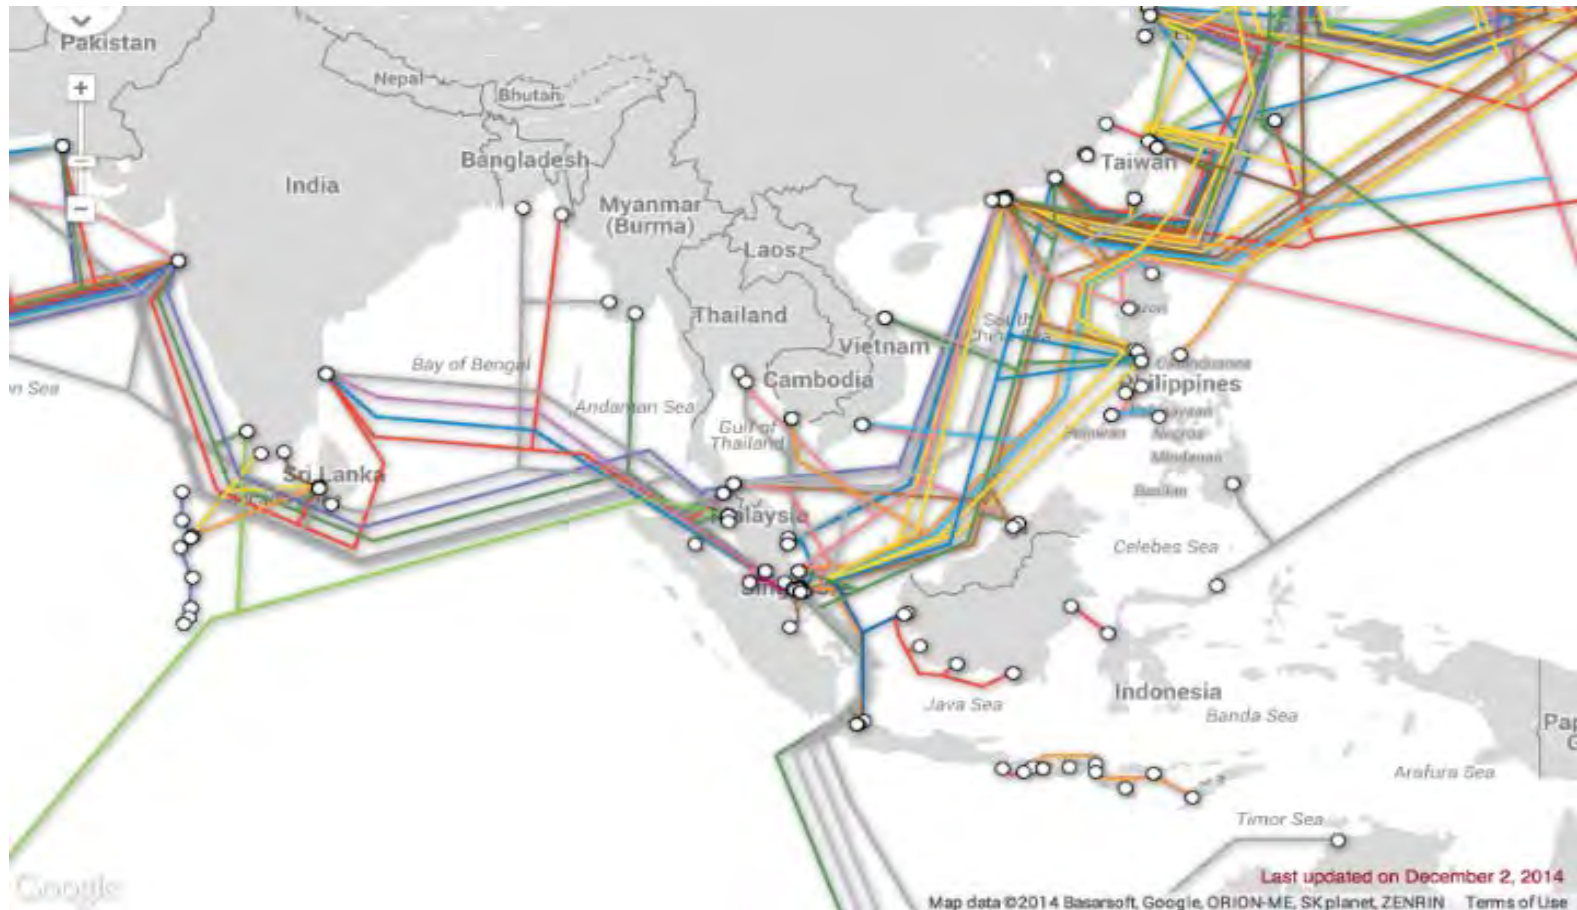 Pakistan
Nepal
Bhutan
Bangladesh
India
Myanmar
(Burma)
Taiwan
Laos
Thailand
Vietnam
South
Bay of Bengal
Cambodia
Philippines
Andaman Sea
Gulf of
Thailand
Sri Lanka
Mindanao
Malaysia
Celebes Sea
Indonesia
Java Sea
Banda Sea
Arafura Sea
Timor Sea
Google
Last updated on December 2, 2014
Map data ©2014 Basarsoft, Google, ORION-ME, SK planet, ZENRIN Terms of Use